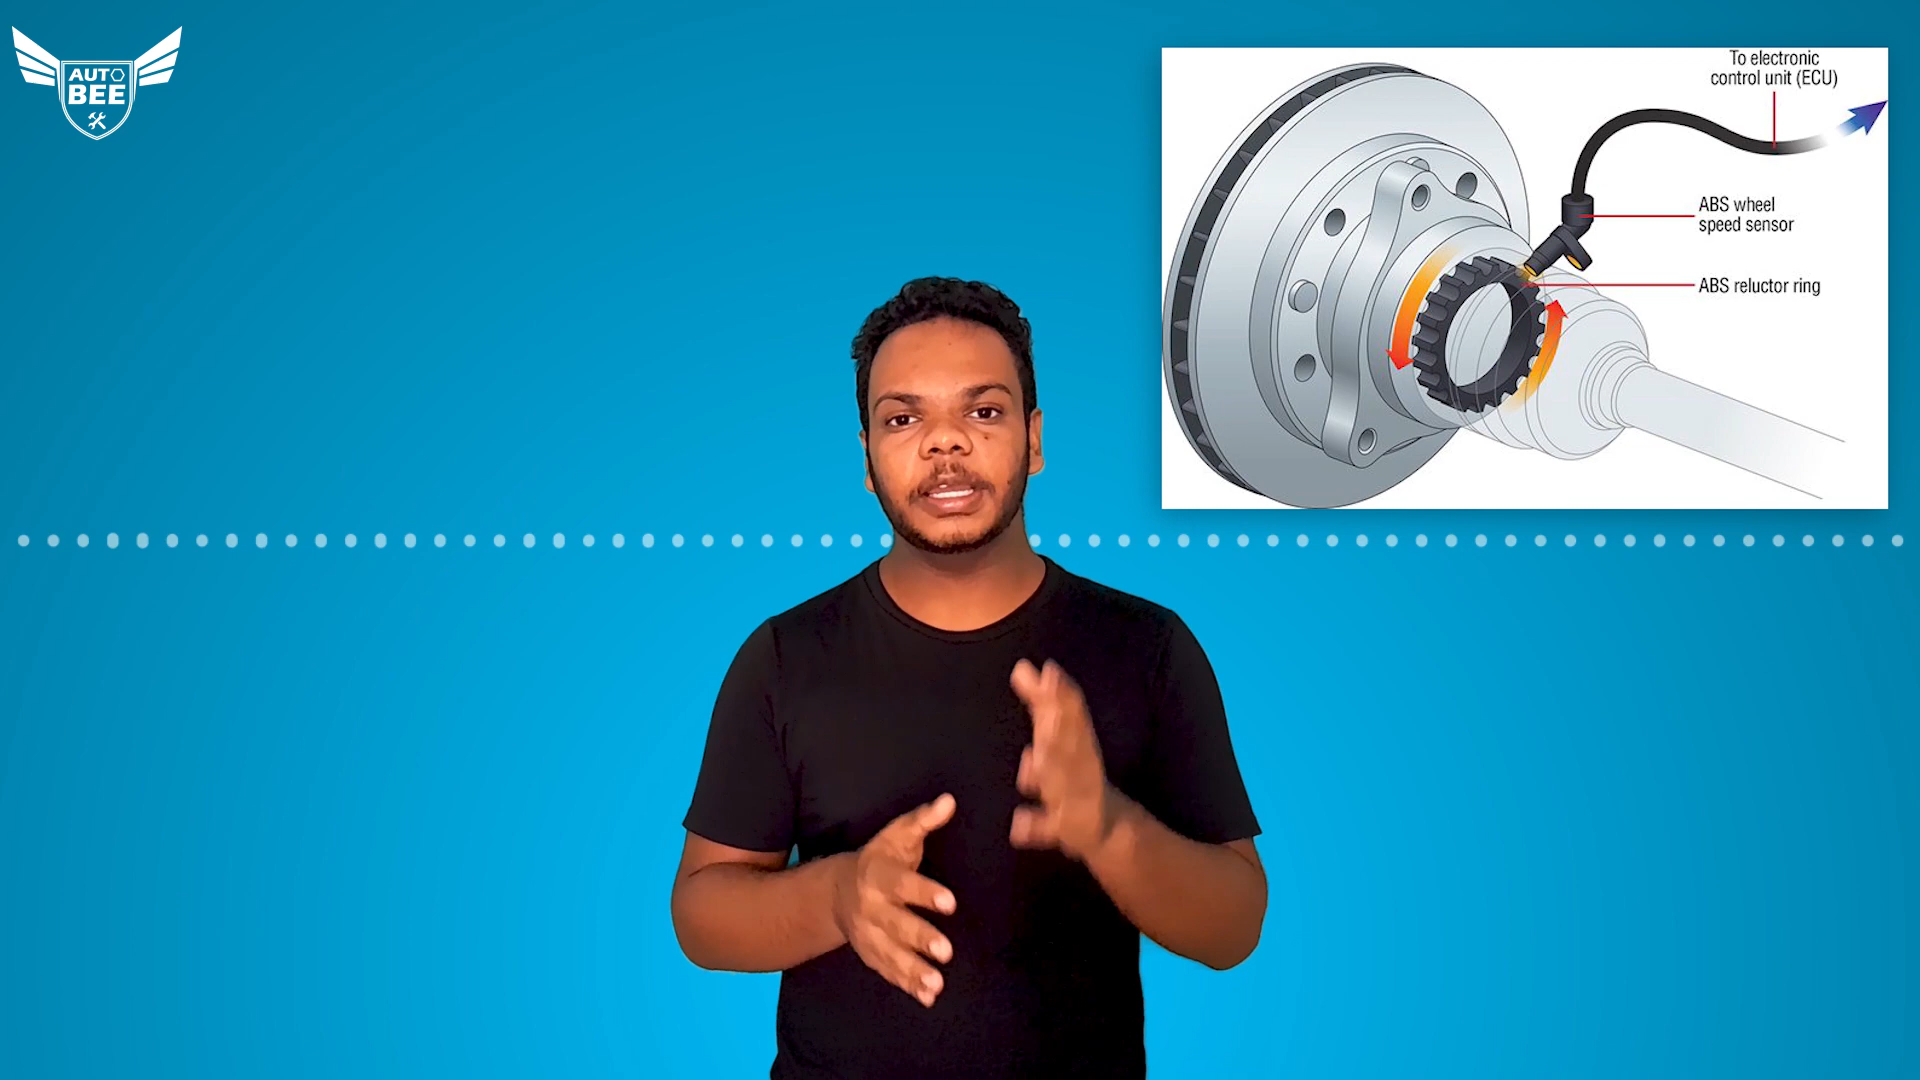 AUTO
BEE
To electronic
control unit (ECU)
ABS wheel
speed sensor
ABS reluctor ring